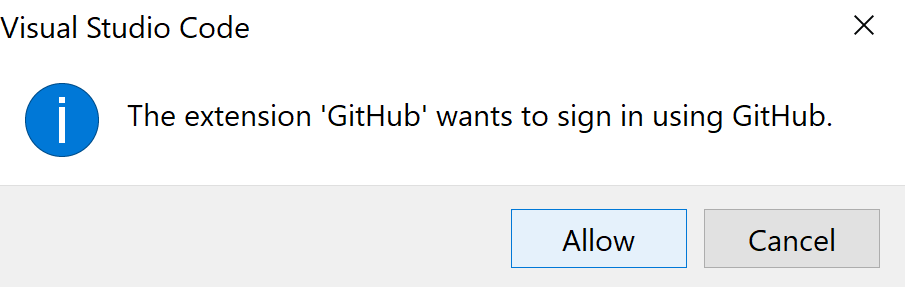 Visual Studio Code
The extension 'GitHub' wants to sign in using GitHub.
Allow
Cancel